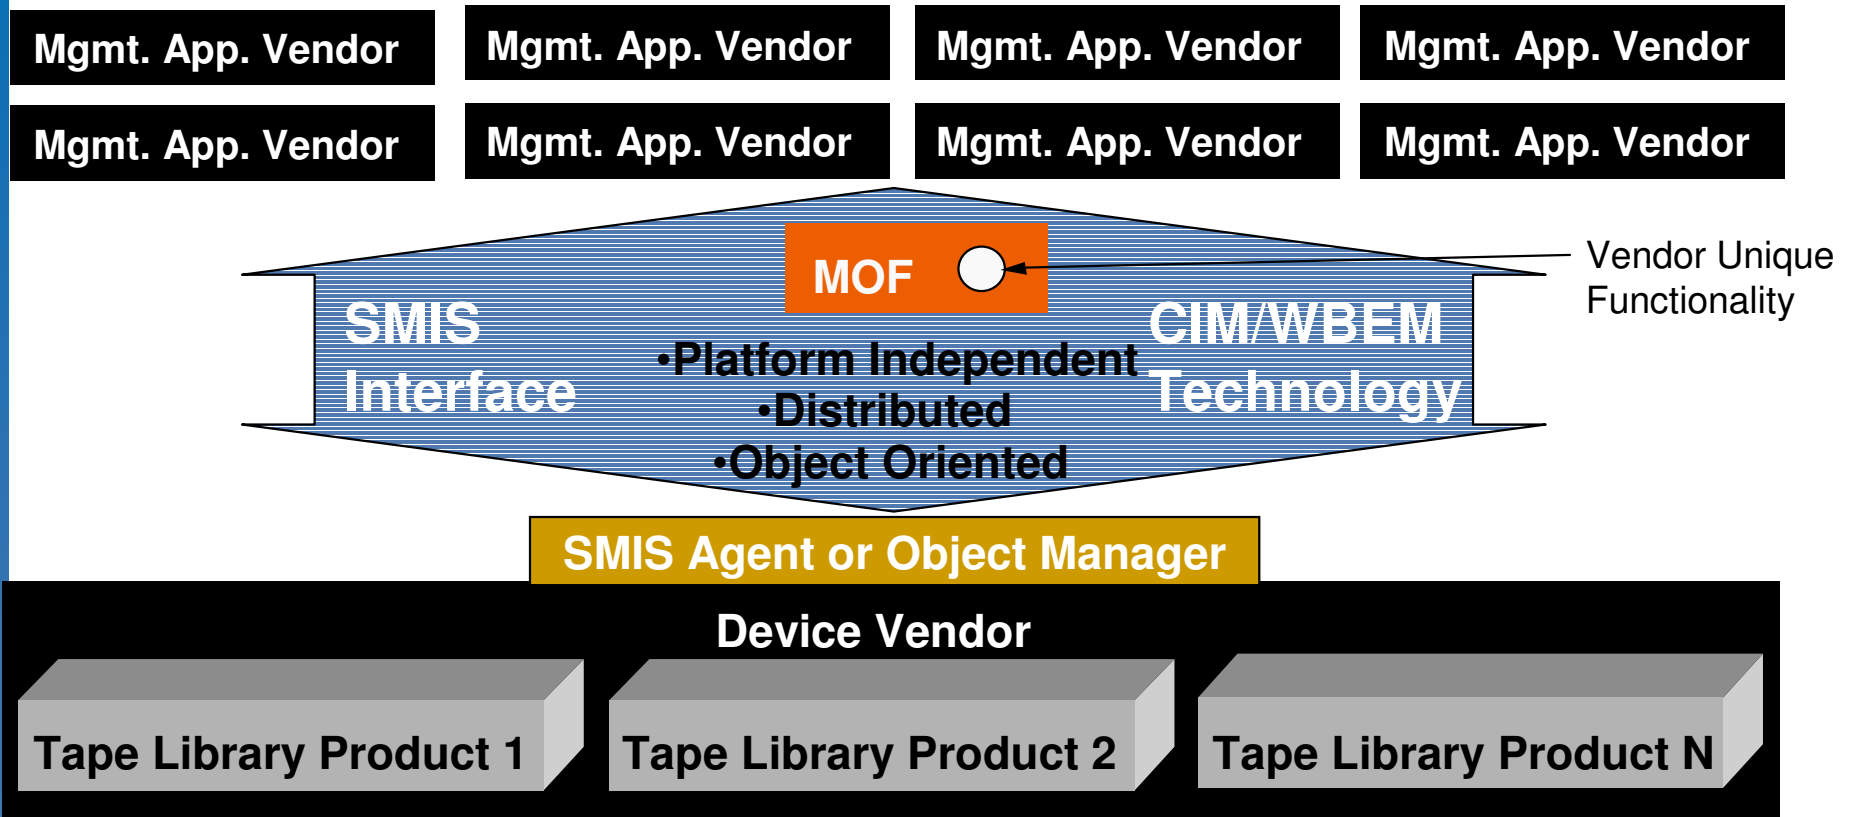 Mgmt. App. Vendor
Mgmt. App. Vendor
Mgmt. App. Vendor
Mgmt. App. Vendor
Mgmt. App. Vendor
Mgmt. App. Vendor
Mgmt. App. Vendor
Mgmt. App. Vendor
MOF
Vendor Unique
Functionality
SMIS
Interface
•Platform Independent
•Distributed
•Object Oriented
CIM/WBEM
Technology
SMIS Agent or Object Manager
Device Vendor
Tape Library Product 1
Tape Library Product 2
Tape Library Product N